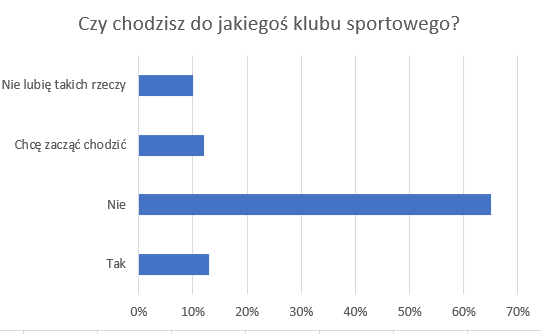 Czy chodzisz do jakiegoś klubu sportowego?
Nie lubię takich rzeczy
Chcę zacząć chodzić
Nie
Tak
0% 10% 20% 30% 40% 50% 60% 70%